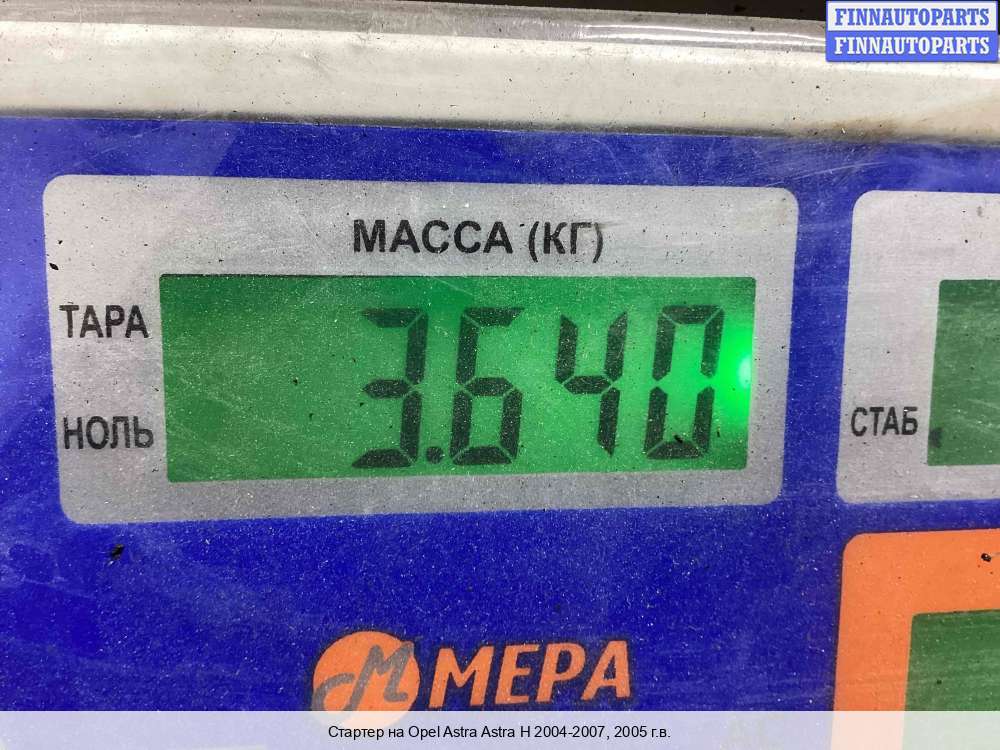 FINNAUTOPARTS
FINNAUTOPARTS
МАССА (КГ)
ТАРА
3.640
НОЛЬ
СТАБ
МЕРА
Стартер на Opel Astra Astra H 2004-2007, 2005 г.в.